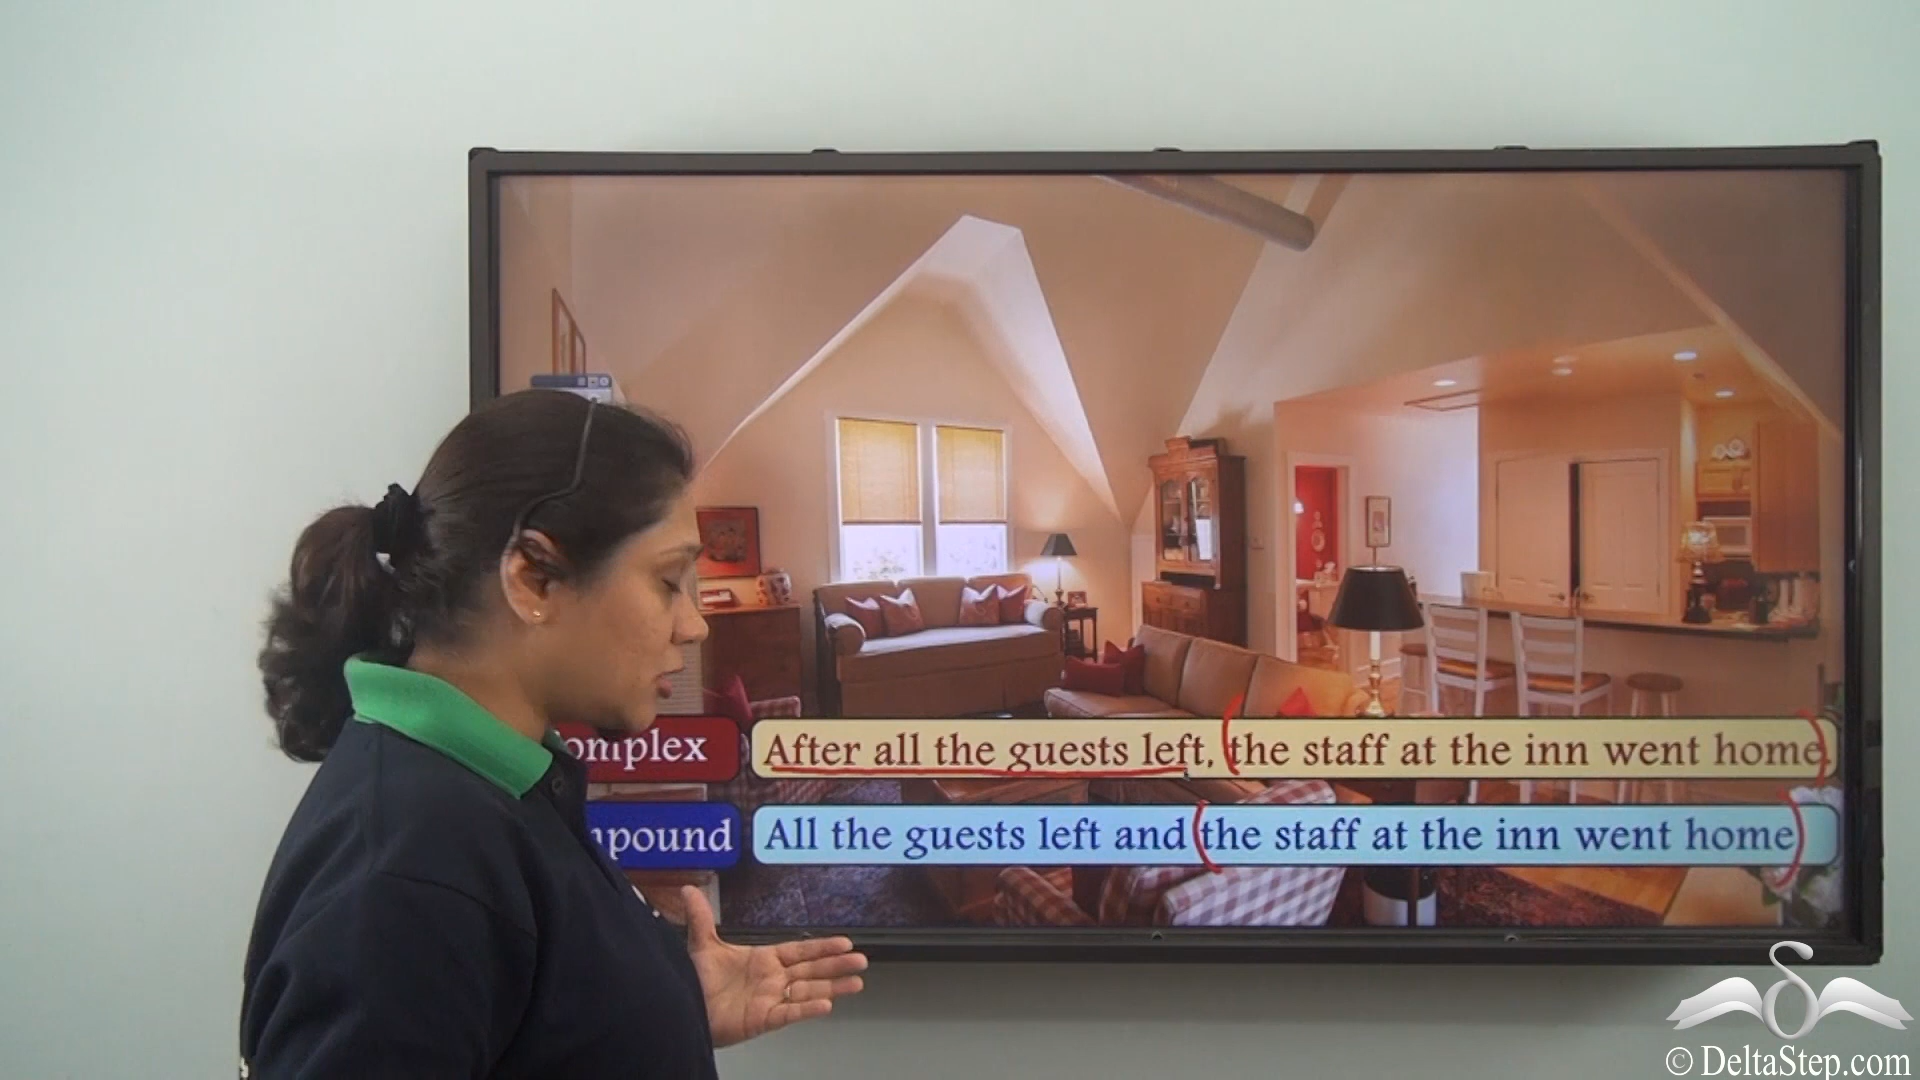 omplex After all the guests left, the staff at the inn went home.
pound All the guests left and the staff at the inn went home
© DeltaStep.com